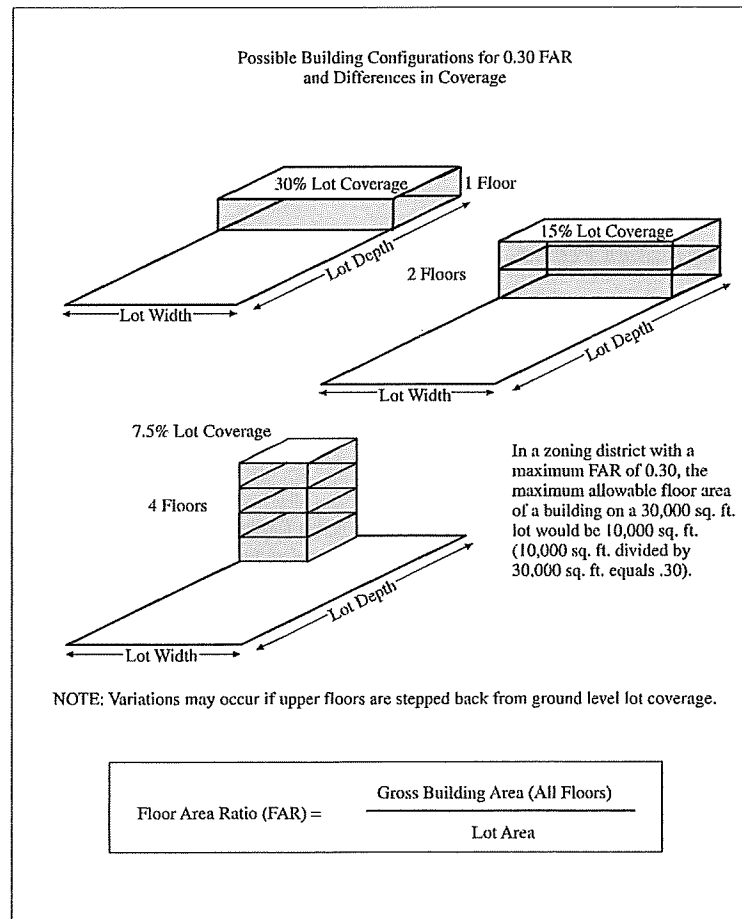 Possible Building Configurations for 0.30 FAR
and Differences in Coverage
30% Lot Coverage
1 Floor
Lot Depth
Lot Width
15% Lot Coverage
2 Floors
Lot Depth
Lot Width
7.5% Lot Coverage
4 Floors
Lot Depth
Lot Width
In a zoning district with a
maximum FAR of 0.30, the
maximum allowable floor area
of a building on a 30,000 sq. ft.
lot would be 10,000 sq. ft.
(10,000 sq. ft. divided by
30,000 sq. ft. equals .30).
NOTE: Variations may occur if upper floors are stepped back from ground level lot coverage.
Floor Area Ratio (FAR) =
Gross Building Area (All Floors)
Lot Area